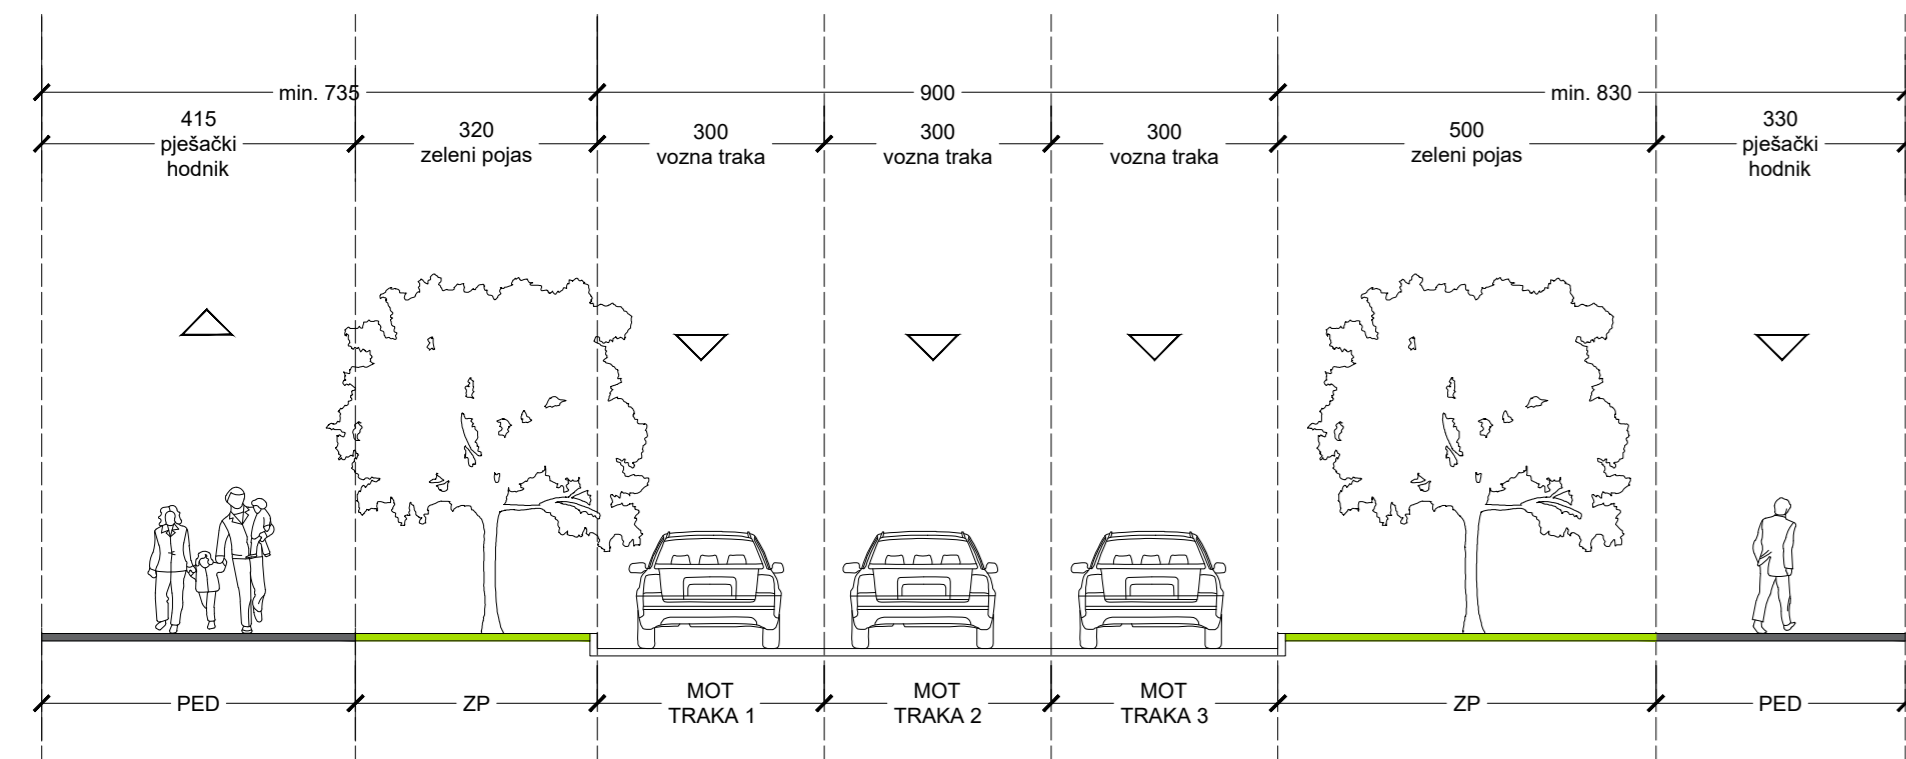 min. 735
900
min. 830
415
pješački
hodnik
320
zeleni pojas
300
vozna traka
300
vozna traka
300
vozna traka
500
zeleni pojas
330
pješački
hodnik
PED
ZP
MOT
TRAKA 1
MOT
TRAKA 2
MOT
TRAKA 3
ZP
PED